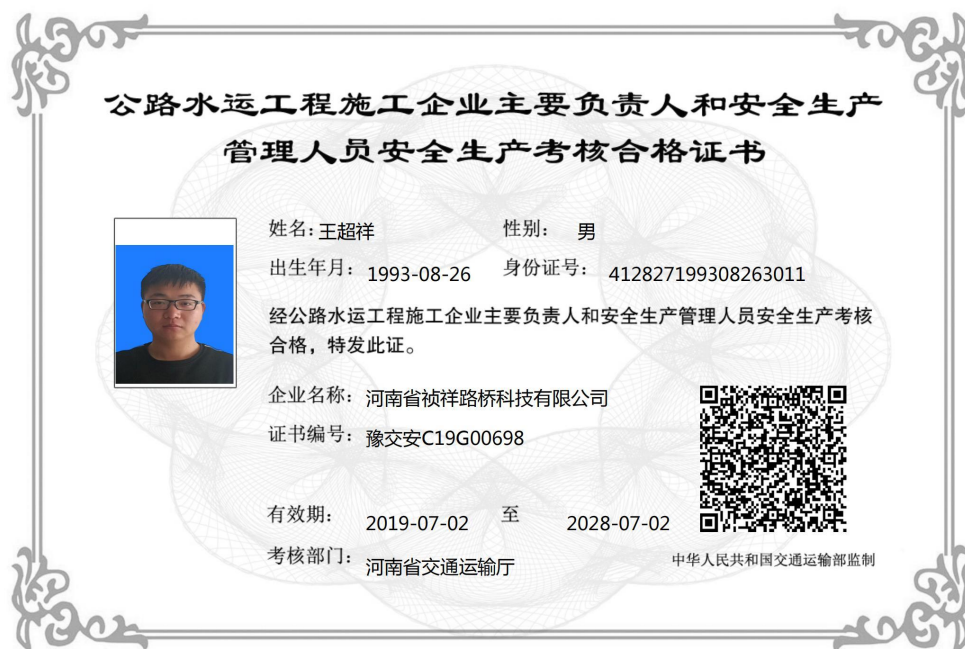 公路水运工程施工企业主要负责人和安全生产
管理人员安全生产考核合格证书
姓名：王超祥 性别： 男
出生年月：1993-08-26 身份证号： 412827199308263011
经公路水运工程施工企业主要负责人和安全生产管理人员安全生产考核
合格，特发此证。
企业名称：河南省祯祥路桥科技有限公司
证书编号：豫交安C19G00698
有效期： 2019-07-02 至 2028-07-02
考核部门：河南省交通运输厅
中华人民共和国交通运输部监制